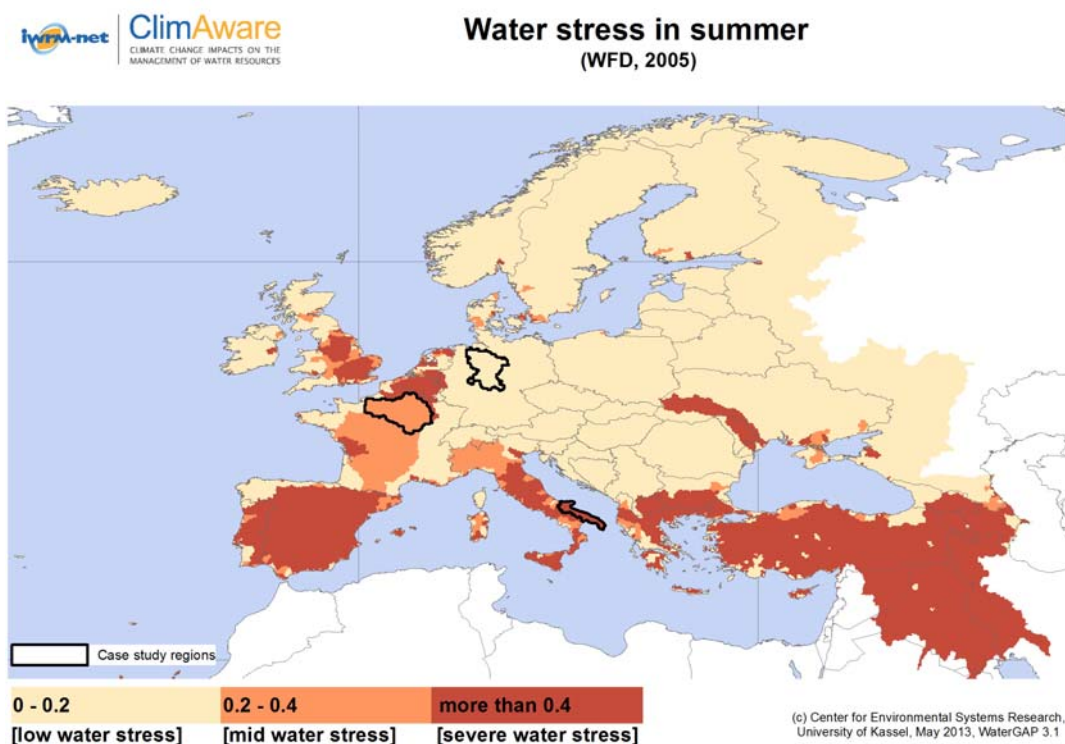 iwrm-net
ClimAware
CLIMATE CHANGE IMPACTS ON THE
MANAGEMENT OF WATER RESOURCES
Water stress in summer
(WFD, 2005)
Case study regions
0 - 0.2
0.2 - 0.4
more than 0.4
[low water stress]
[mid water stress]
[severe water stress]
(c) Center for Environmental Systems Research,
University of Kassel, May 2013, WaterGAP 3.1